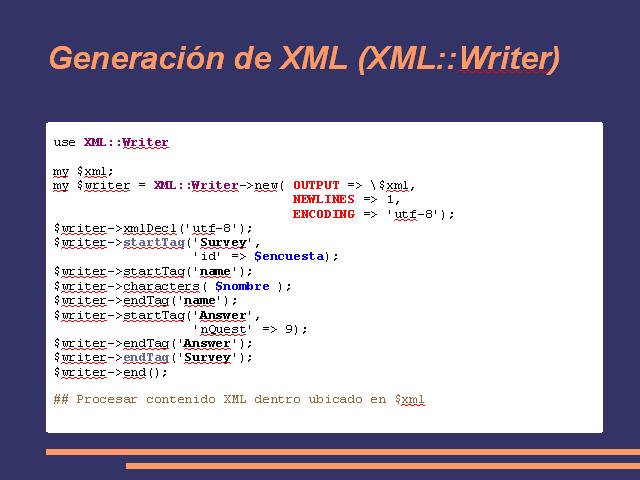 Generación de XML (XML::Writer)
use XML::Writer
my $xml;
my $writer = XML::Writer->new( OUTPUT => \$xml,
NEWLINES => 1,
ENCODING => 'utf-8');
$writer->xmlDecl('utf-8');
$writer->startTag('Survey',
'id' => $encuesta);
$writer->startTag('name');
$writer->characters( $nombre );
$writer->endTag('name');
$writer->startTag('Answer',
'nQuest' => 9);
$writer->endTag('Answer');
$writer->endTag('Survey');
$writer->end();
## Procesar contenido XML dentro ubicado en $xml